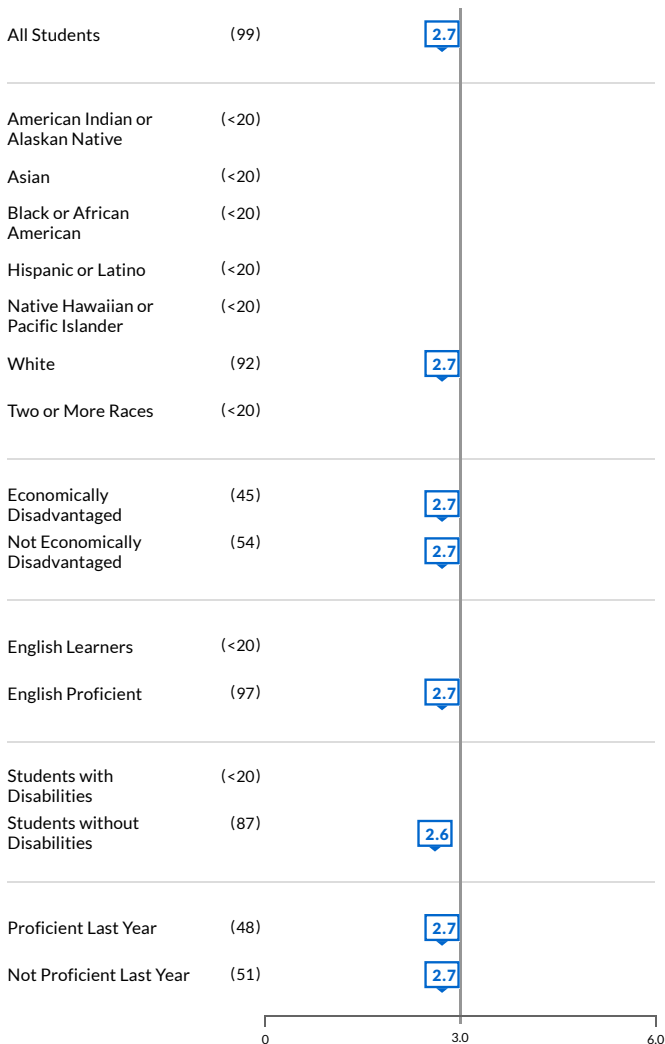 All Students (99) 2.7
American Indian or (<20)
Alaskan Native
Asian (<20)
Black or African (<20)
American
Hispanic or Latino (<20)
Native Hawaiian or (<20)
Pacific Islander
White (92) 2.7
Two or More Races (<20)
Economically (45) 2.7
Disadvantaged
Not Economically (54) 2.7
Disadvantaged
English Learners (<20)
English Proficient (97) 2.7
Students with (<20)
Disabilities
Students without (87) 2.6
Disabilities
Proficient Last Year (48) 2.7
Not Proficient Last Year (51) 2.7
0 3.0 6.0